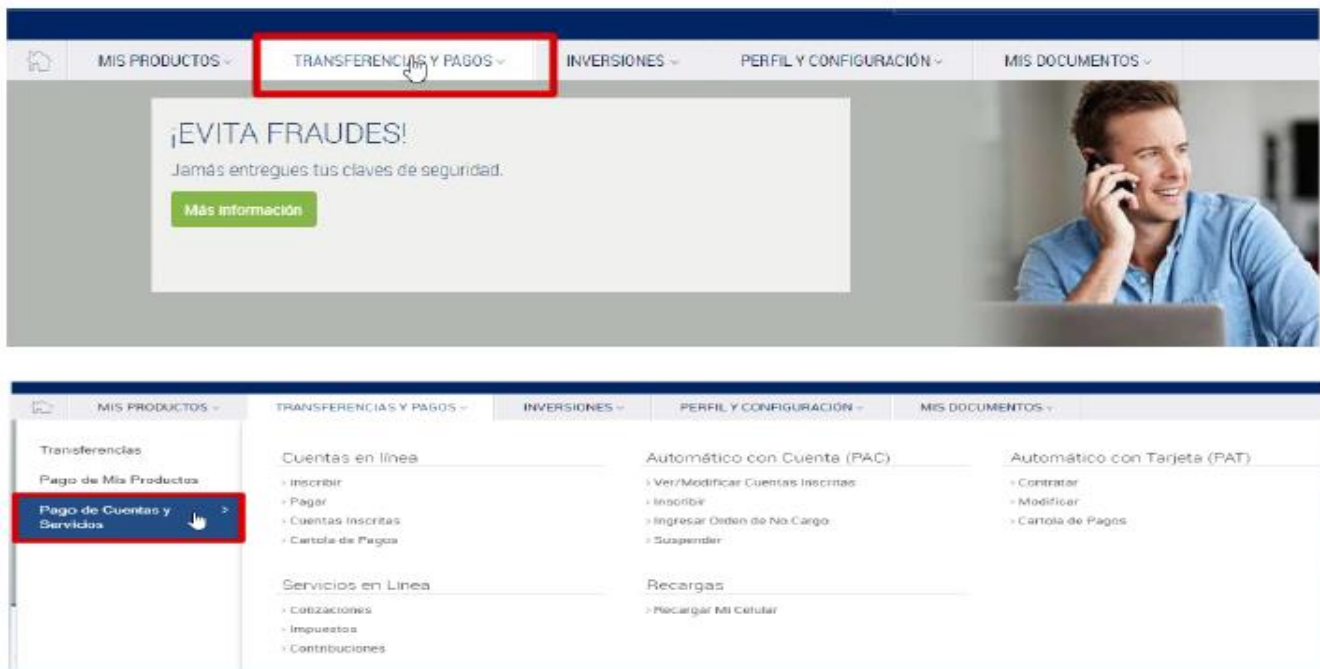 MIS PRODUCTOS
TRANSFERENCIAS Y PAGOS
INVERSIONES
PERFIL Y CONFIGURACIÓN
MIS DOCUMENTOS
¡EVITA FRAUDES!
Jamás entregues tus claves de seguridad.
Más información
MIS PRODUCTOS
TRANSFERENCIAS Y PAGOS
INVERSIONES
PERFIL Y CONFIGURACIÓN
MIS DOCUMENTOS
Transferencias
Pago de Mis Productos
Pago de Cuentas y >
Servicios
Cuentas en línea
› Inscribir
› Pagar
› Cuentas Inscritas
› Cartola de Pagos
Automático con Cuenta (PAC)
› Ver/Modificar Cuentas Inscritas
› Inscribir
› Ingresar Orden de No Cargo
› Suspender
Automático con Tarjeta (PAT)
› Contratar
› Modificar
› Cartola de Pagos
Servicios en Línea
› Cotizaciones
› Impuestos
› Contribuciones
Recargas
› Recargar Mi Celular